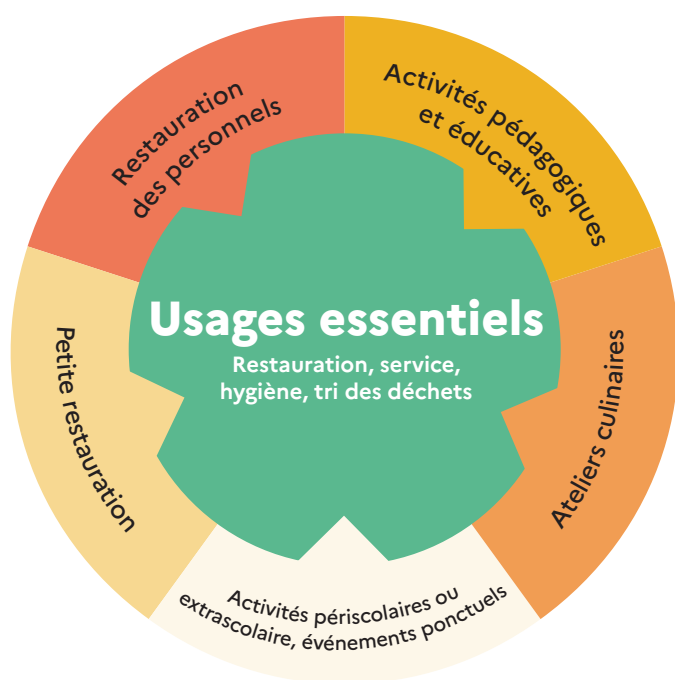 Restauration
des personnels
Activités pédagogiques
et éducatives
Usages essentiels
Restauration, service,
hygiène, tri des déchets
Petite restauration
Ateliers culinaires
Activités périscolaires ou
extrascolaire, événements ponctuels